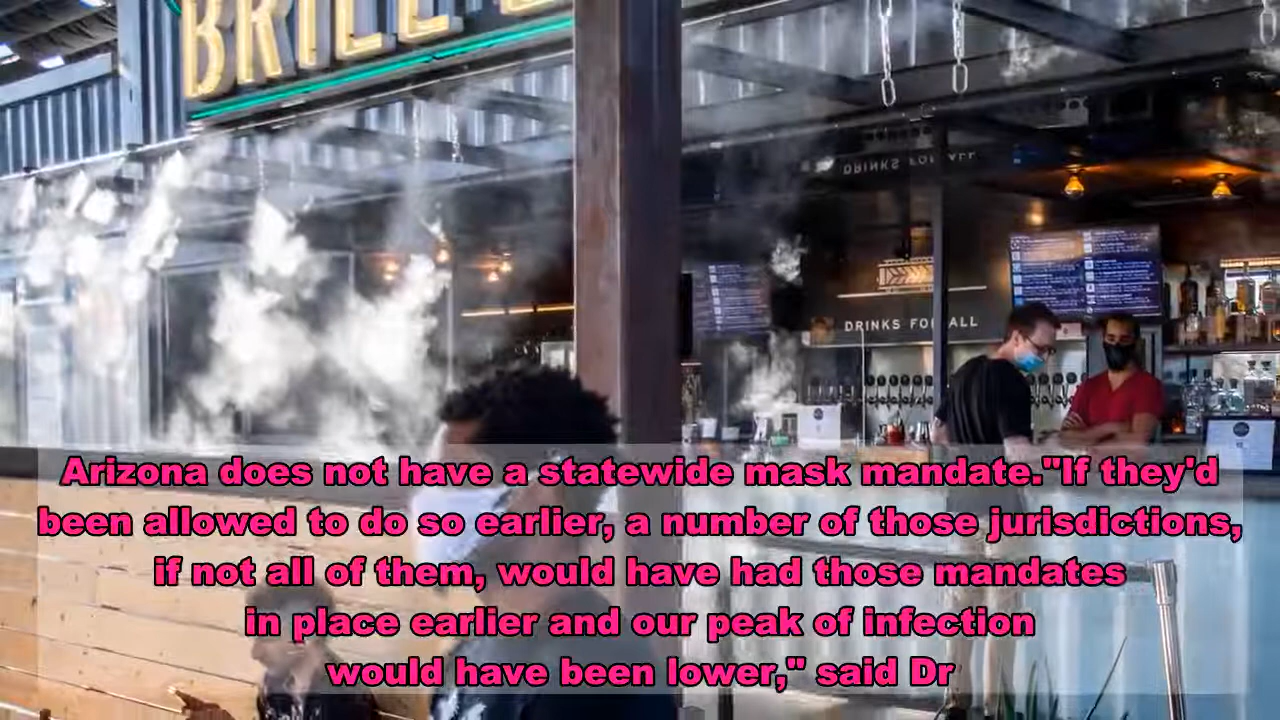 DRINKS FOR ALL
DRINKS FOR ALL
Arizona does not have a statewide mask mandate."If they'd
been allowed to do so earlier, a number of those jurisdictions,
if not all of them, would have had those mandates
in place earlier and our peak of infection
would have been lower," said Dr